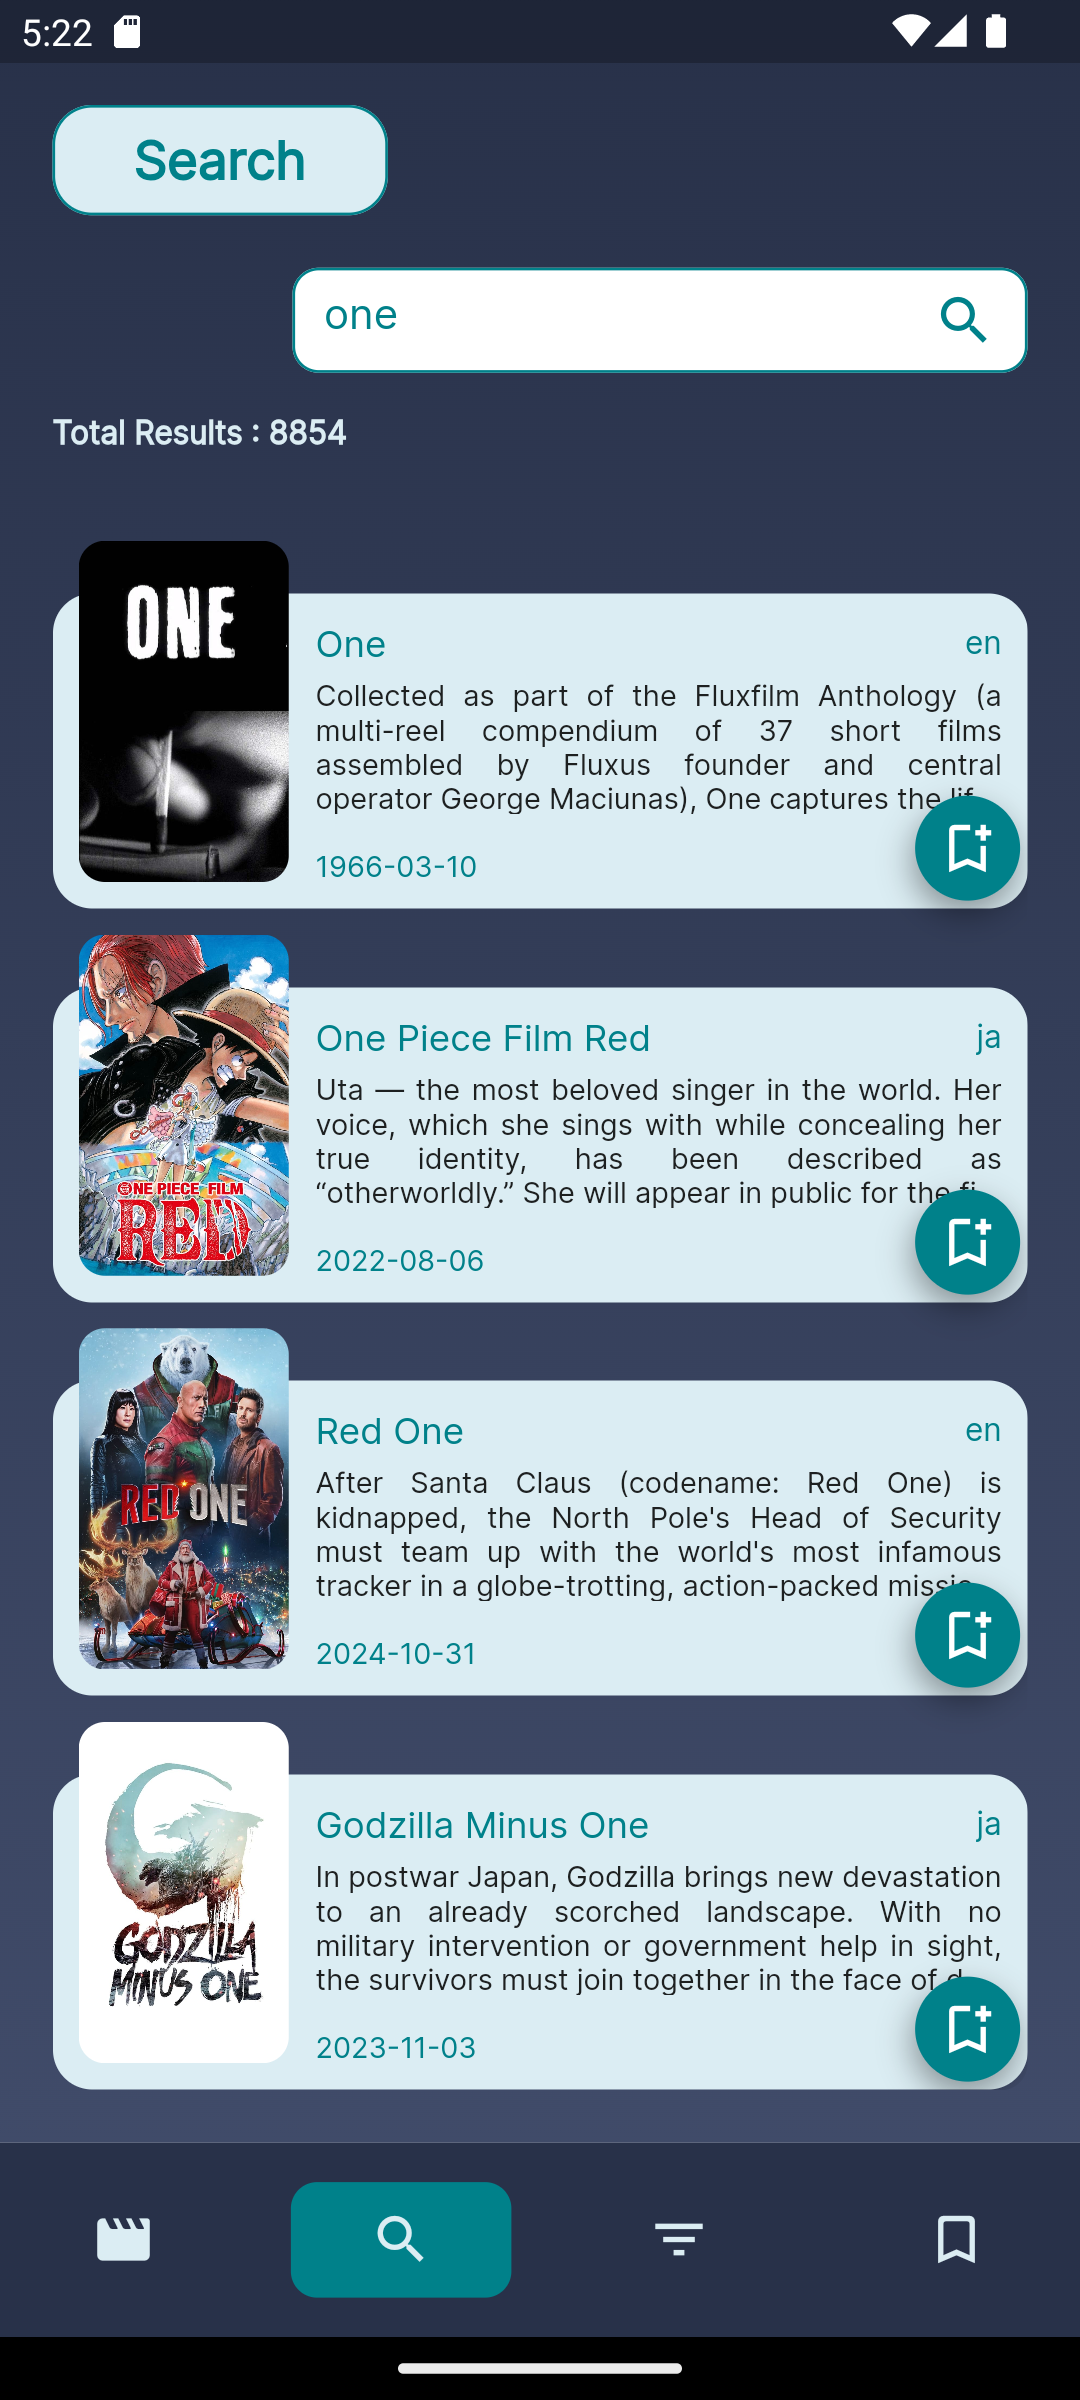 5:22
Search
one
Total Results : 8854
ONE
One
en
Collected as part of the Fluxfilm Anthology (a
multi-reel compendium of 37 short films
assembled by Fluxus founder and central
operator George Maciunas), One captures the
1966-03-10
ONE PIECE FILM
RED
One Piece Film Red
ja
Uta — the most beloved singer in the world. Her
voice, which she sings with while concealing her
true identity, has been described as
“otherworldly.” She will appear in public for the
2022-08-06
RED ONE
Red One
en
After Santa Claus (codename: Red One) is
kidnapped, the North Pole's Head of Security
must team up with the world's most infamous
tracker in a globe-trotting, action-packed
2024-10-31
GODZILLA
MINUS ONE
Godzilla Minus One
ja
In postwar Japan, Godzilla brings new devastation
to an already scorched landscape. With no
military intervention or government help in sight,
the survivors must join together in the face of
2023-11-03